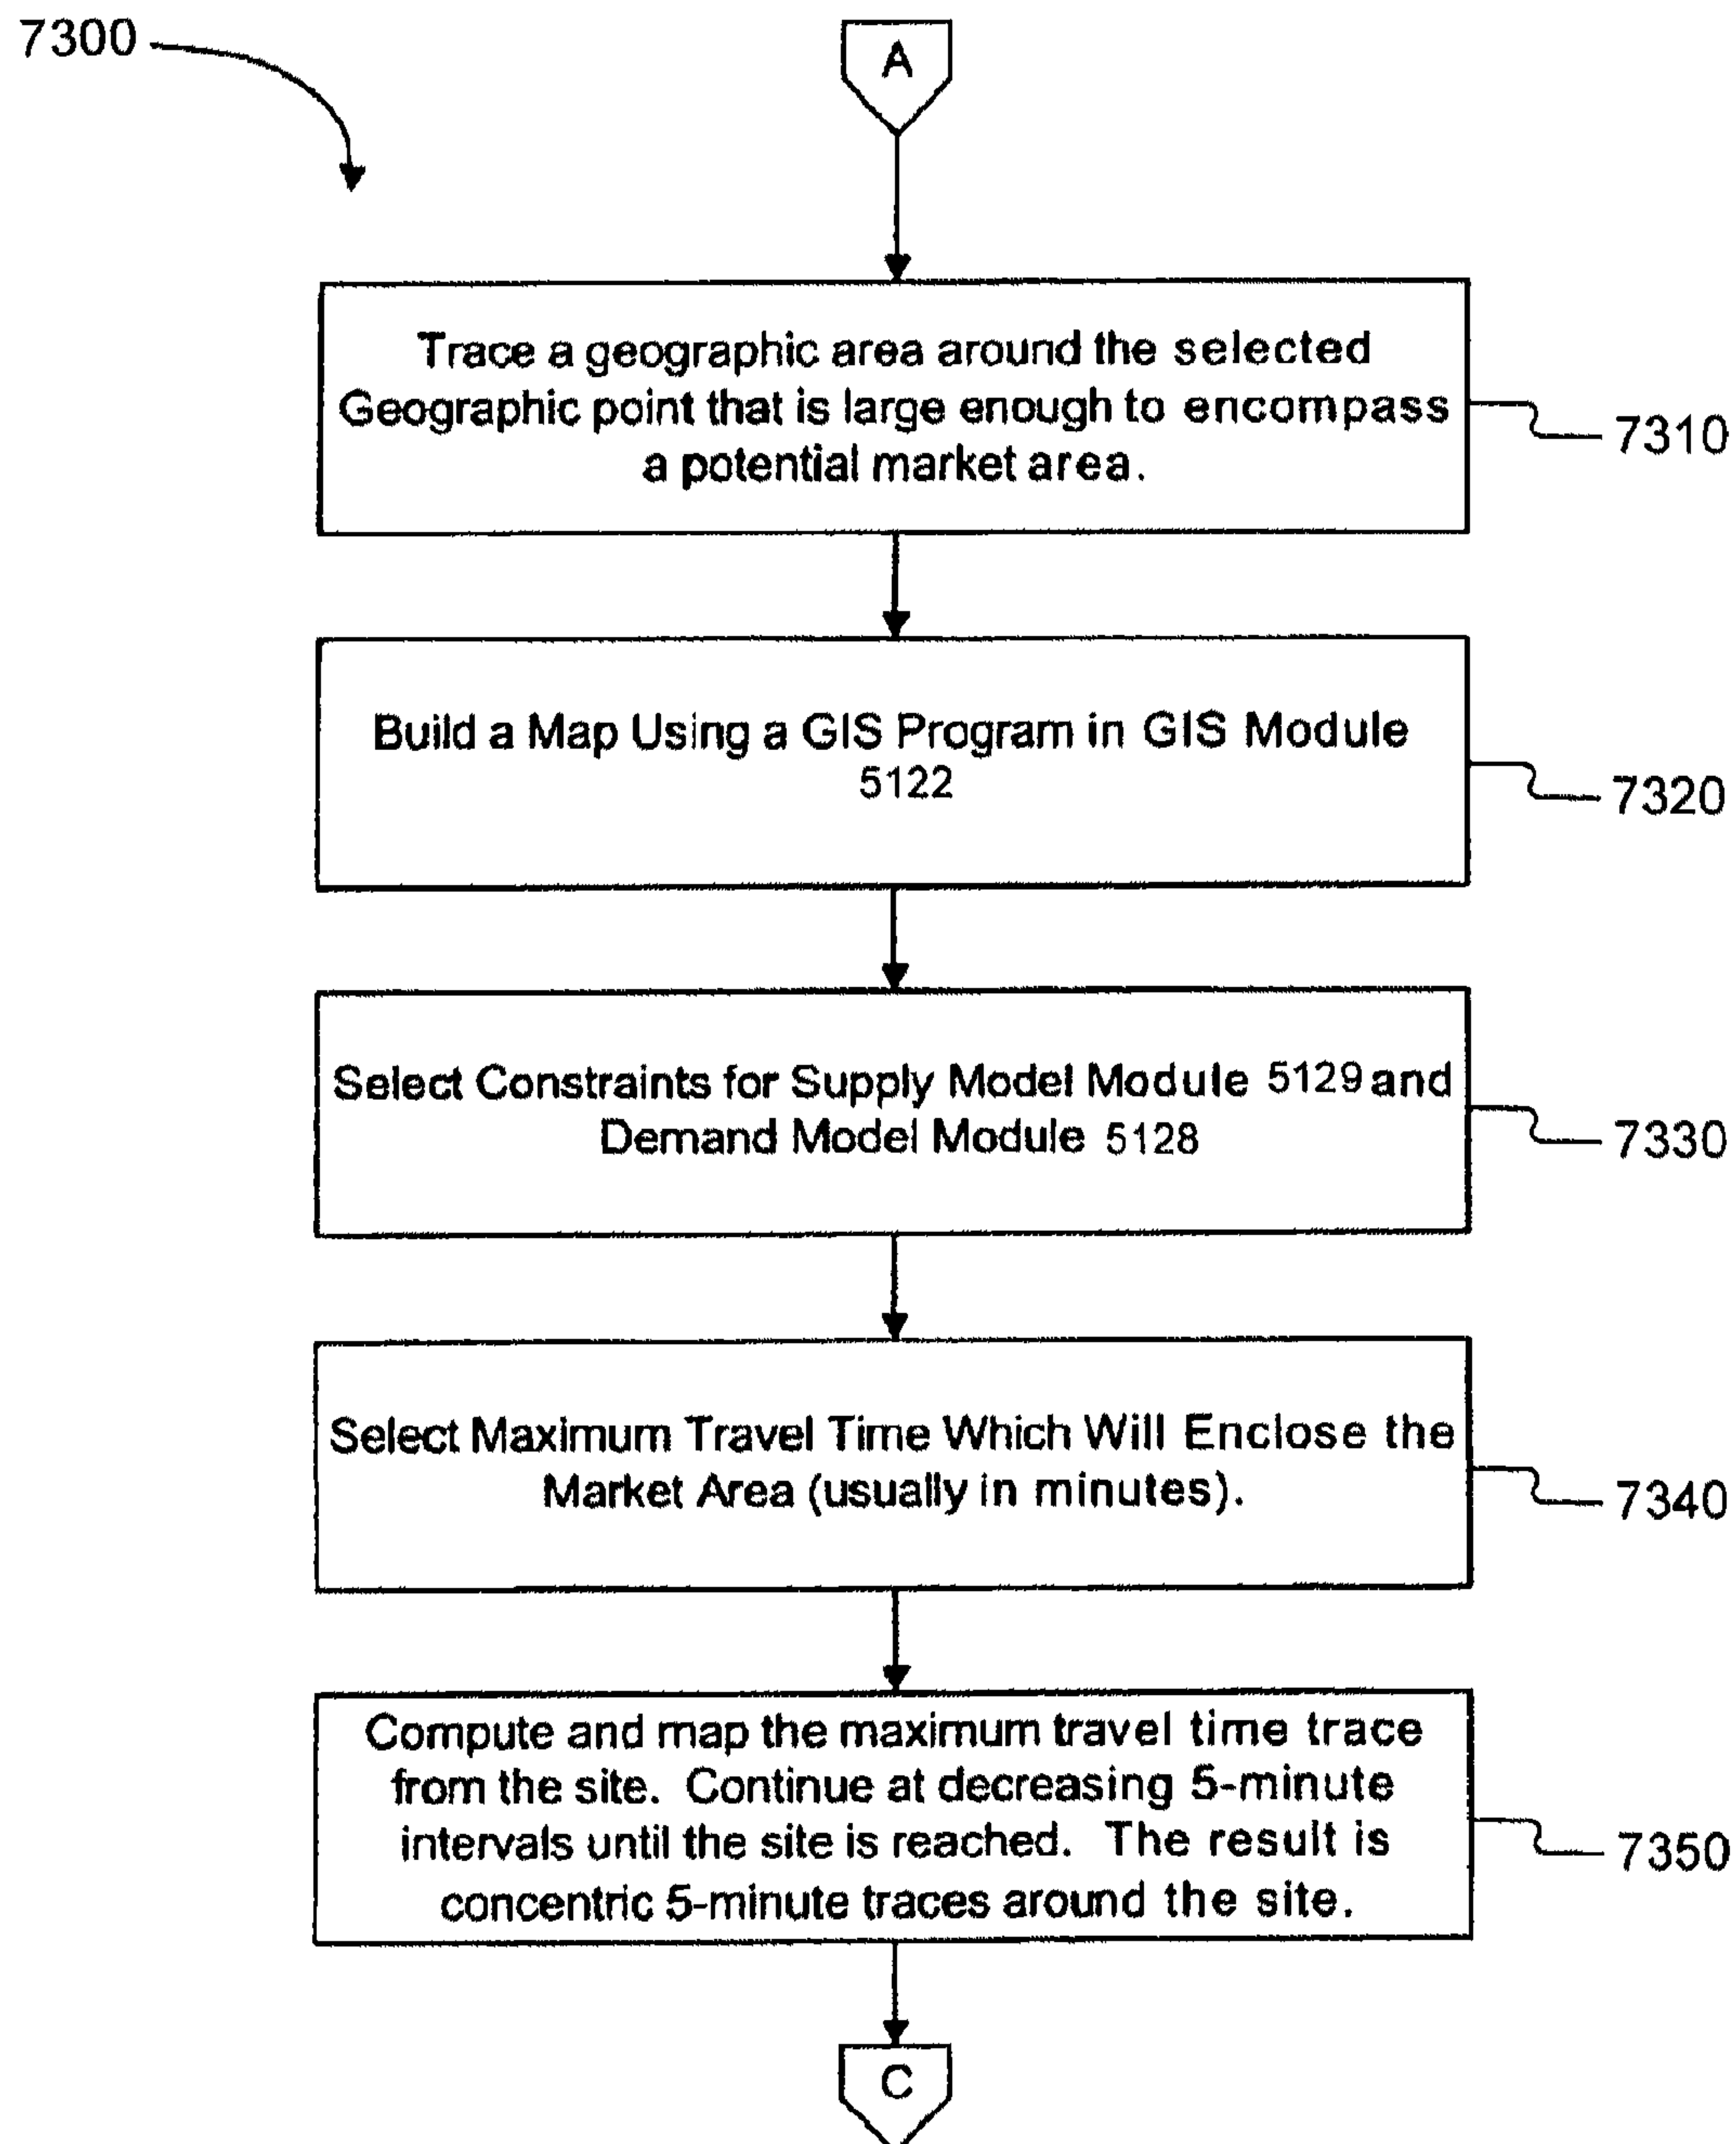 7300
A
Trace a geographic area around the selected
Geographic point that is large enough to encompass
a potential market area.
7310
Build a Map Using a GIS Program in GIS Module
5122
7320
Select Constraints for Supply Model Module 5129 and
Demand Model Module 5128
7330
Select Maximum Travel Time Which Will Enclose the
Market Area (usually in minutes).
7340
Compute and map the maximum travel time trace
from the site. Continue at decreasing 5-minute
intervals until the site is reached. The result is
concentric 5-minute traces around the site.
7350
C